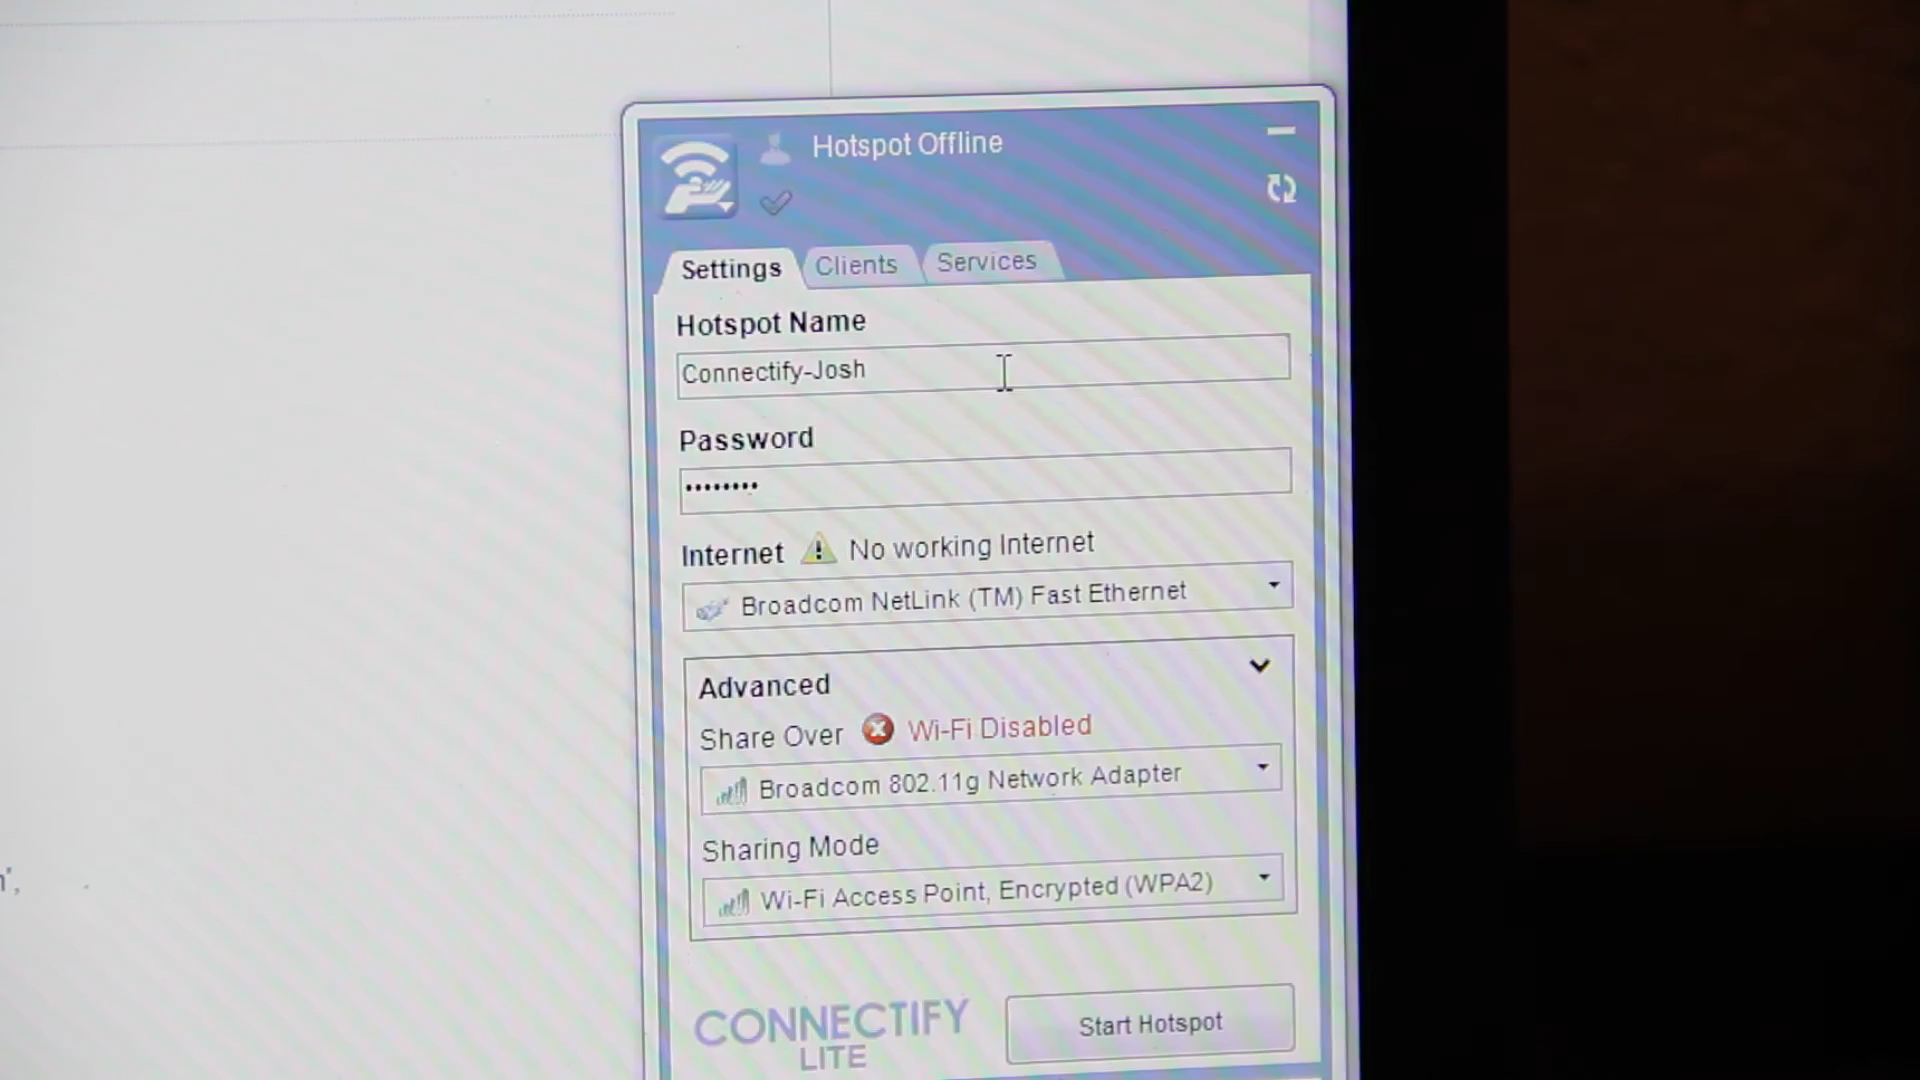 Hotspot Offline
Settings Clients Services
Hotspot Name
Connectify-Josh
Password
••••••••
Internet No working Internet
Broadcom NetLink (TM) Fast Ethernet
Advanced
Share Over Wi-Fi Disabled
Broadcom 802.11g Network Adapter
Sharing Mode
Wi-Fi Access Point, Encrypted (WPA2)
CONNECTIFY
LITE
Start Hotspot